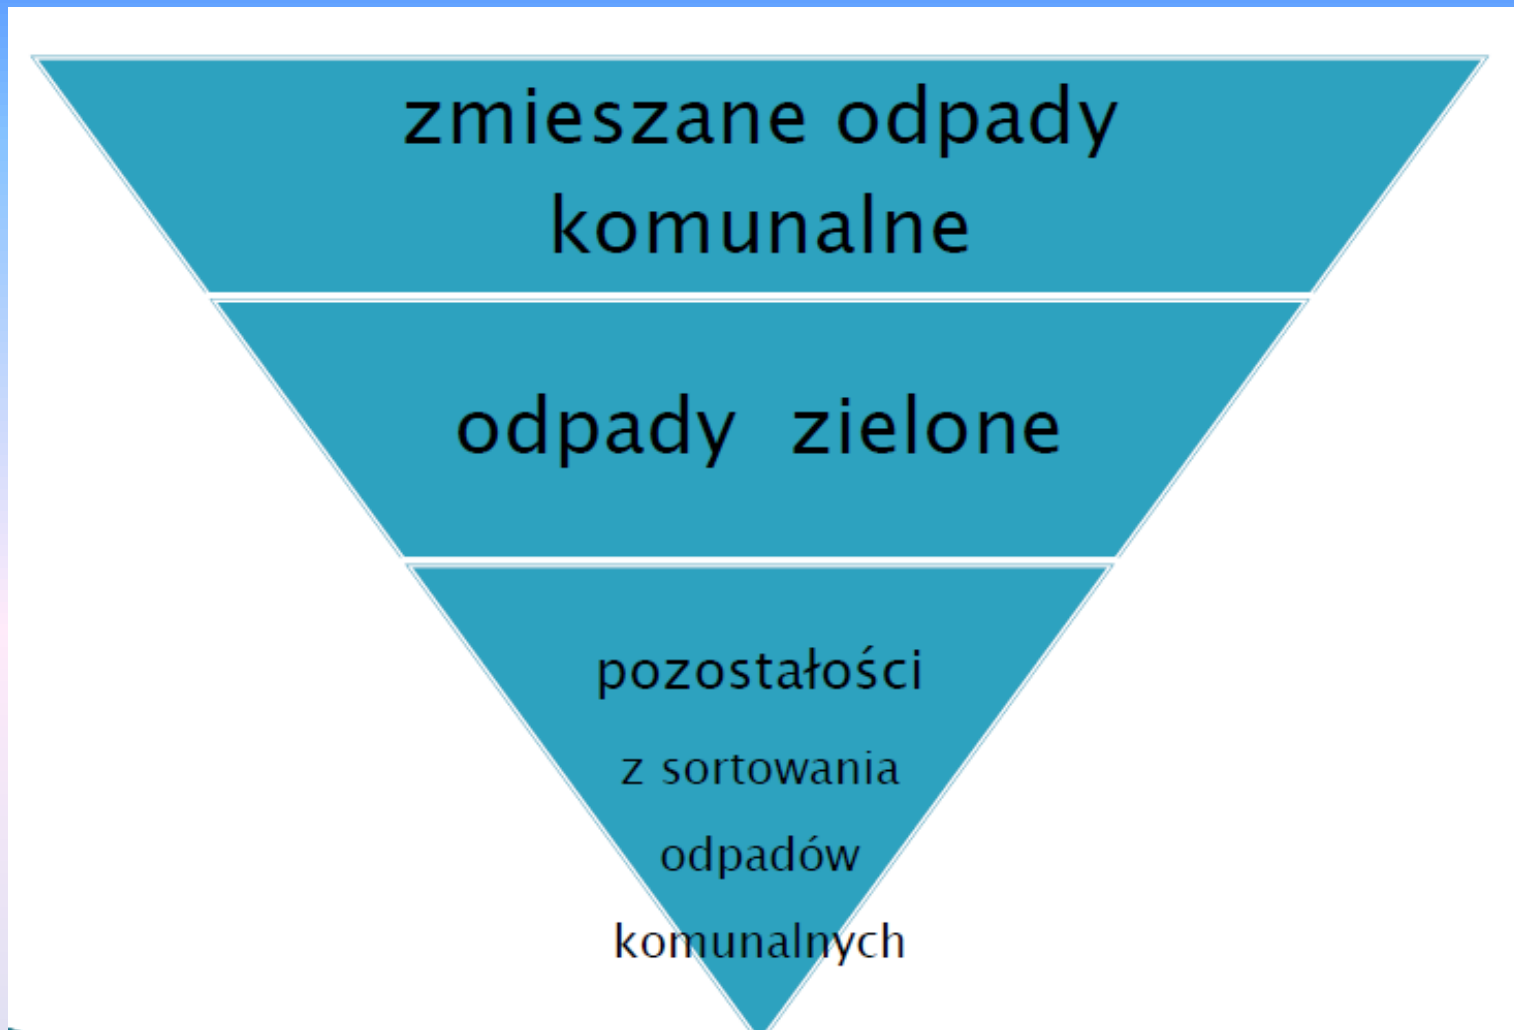 zmieszane odpady
komunalne
odpady zielone
pozostałości
z sortowania
odpadów
komunalnych